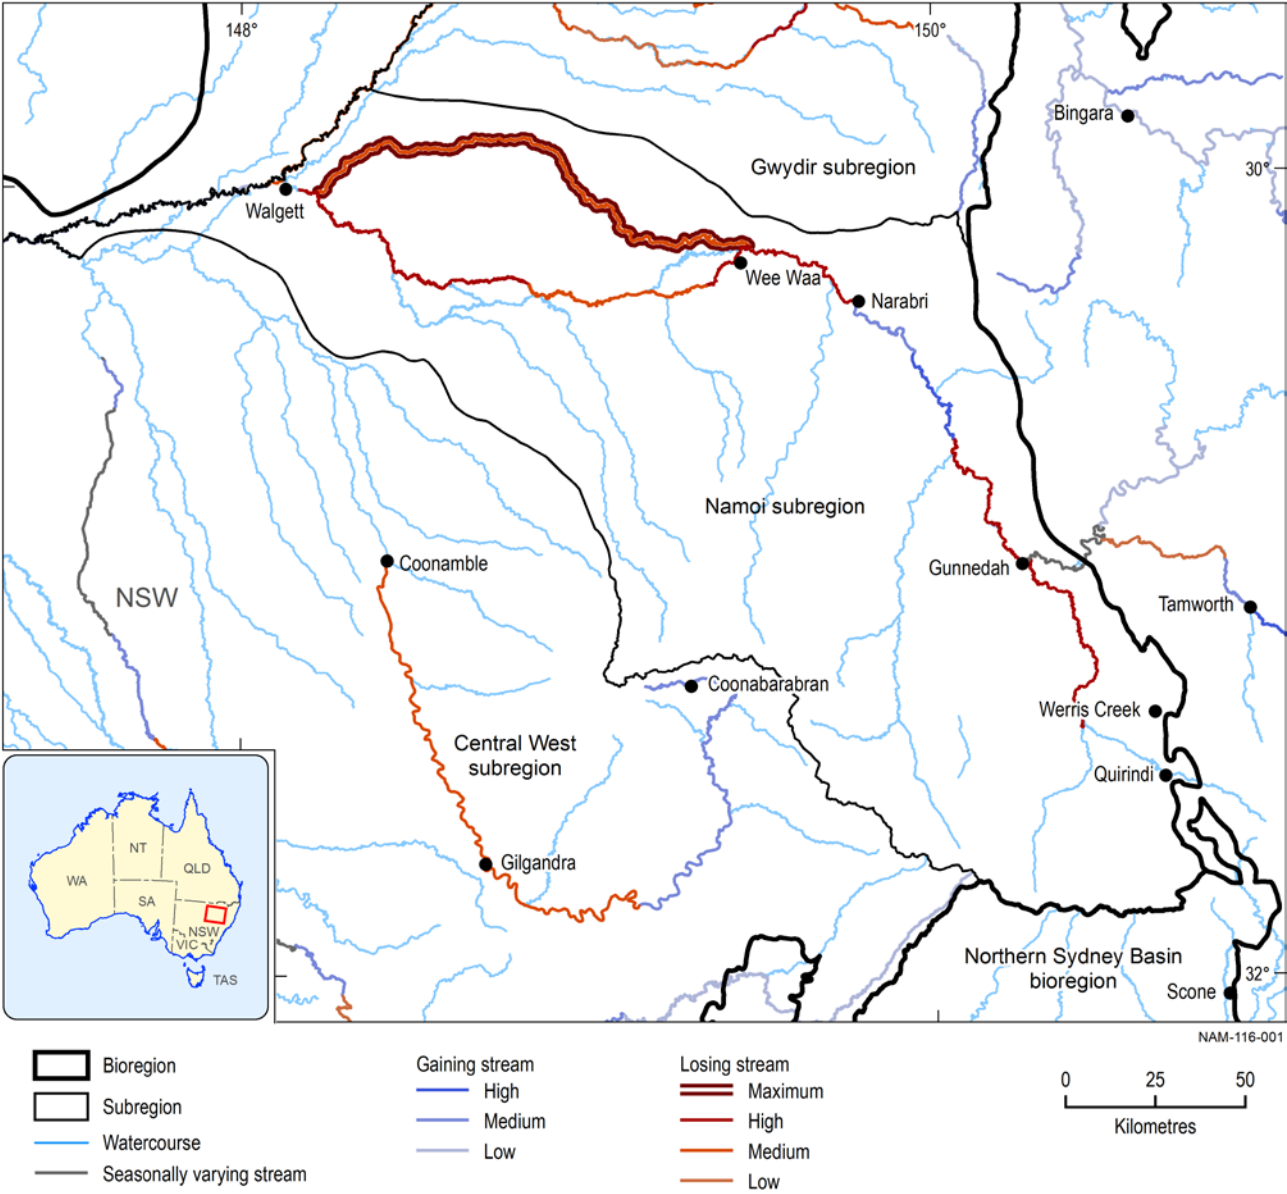 148°
150°
Bingara
Gwydir subregion
30°
Walgett
Wee Waa
Narabri
Namoi subregion
Coonamble
Gunnedah
NSW
Tamworth
Coonabarabran
Werris Creek
Central West
subregion
Quirindi
Gilgandra
NT
QLD
WA
SA
NSW
VIC
TAS
Northern Sydney Basin
bioregion
32°
Scone
NAM-116-001
Bioregion
Subregion
Watercourse
Seasonally varying stream
Gaining stream
High
Medium
Low
Losing stream
Maximum
High
Medium
Low
0 25 50
Kilometres